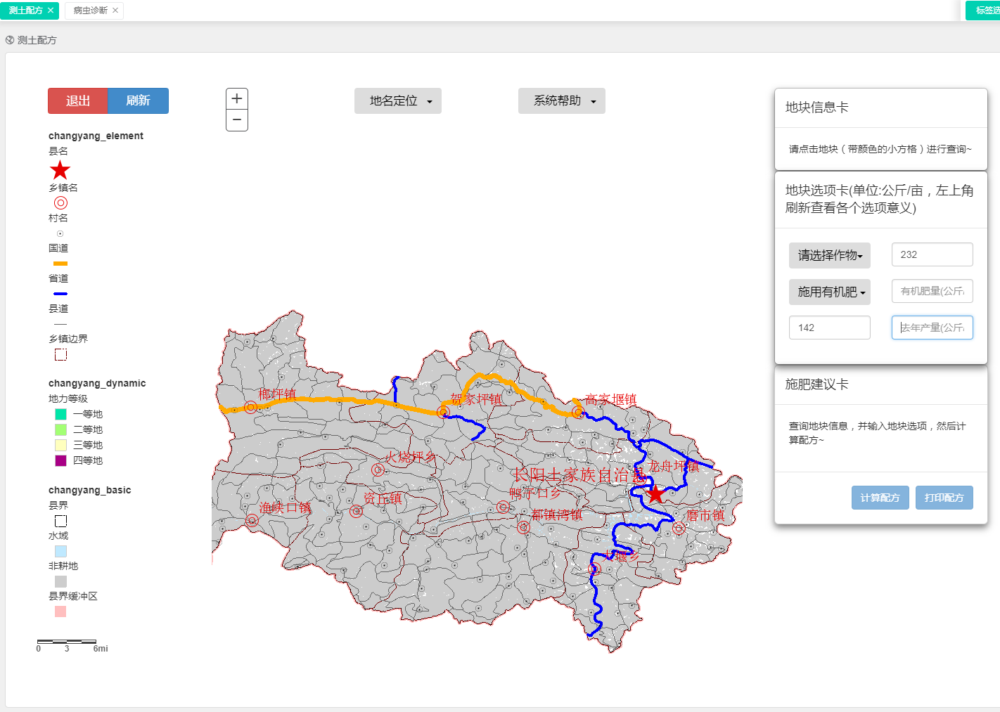 测土配方 ×
病虫诊断 ×
标签选
测土配方
退出
刷新
+
−
地名定位
系统帮助
changyang_element
县名
乡镇名
村名
国道
省道
县道
乡镇边界
changyang_dynamic
地力等级
一等地
二等地
三等地
四等地
changyang_basic
县界
水域
非耕地
县界缓冲区
0 3 6mi
榔坪镇
贺家坪镇
高家堰镇
火烧坪乡
龙舟坪镇
长阳土家族自治县
鸭子口乡
资丘镇
渔峡口镇
都镇湾镇
磨市镇
大堰乡
地块信息卡
请点击地块（带颜色的小方格）进行查询~
地块选项卡(单位:公斤/亩，左上角
刷新查看各个选项意义)
请选择作物
232
施用有机肥
有机肥量(公斤/
142
去年产量(公斤/
施肥建议卡
查询地块信息，并输入地块选项，然后计
算配方~
计算配方
打印配方